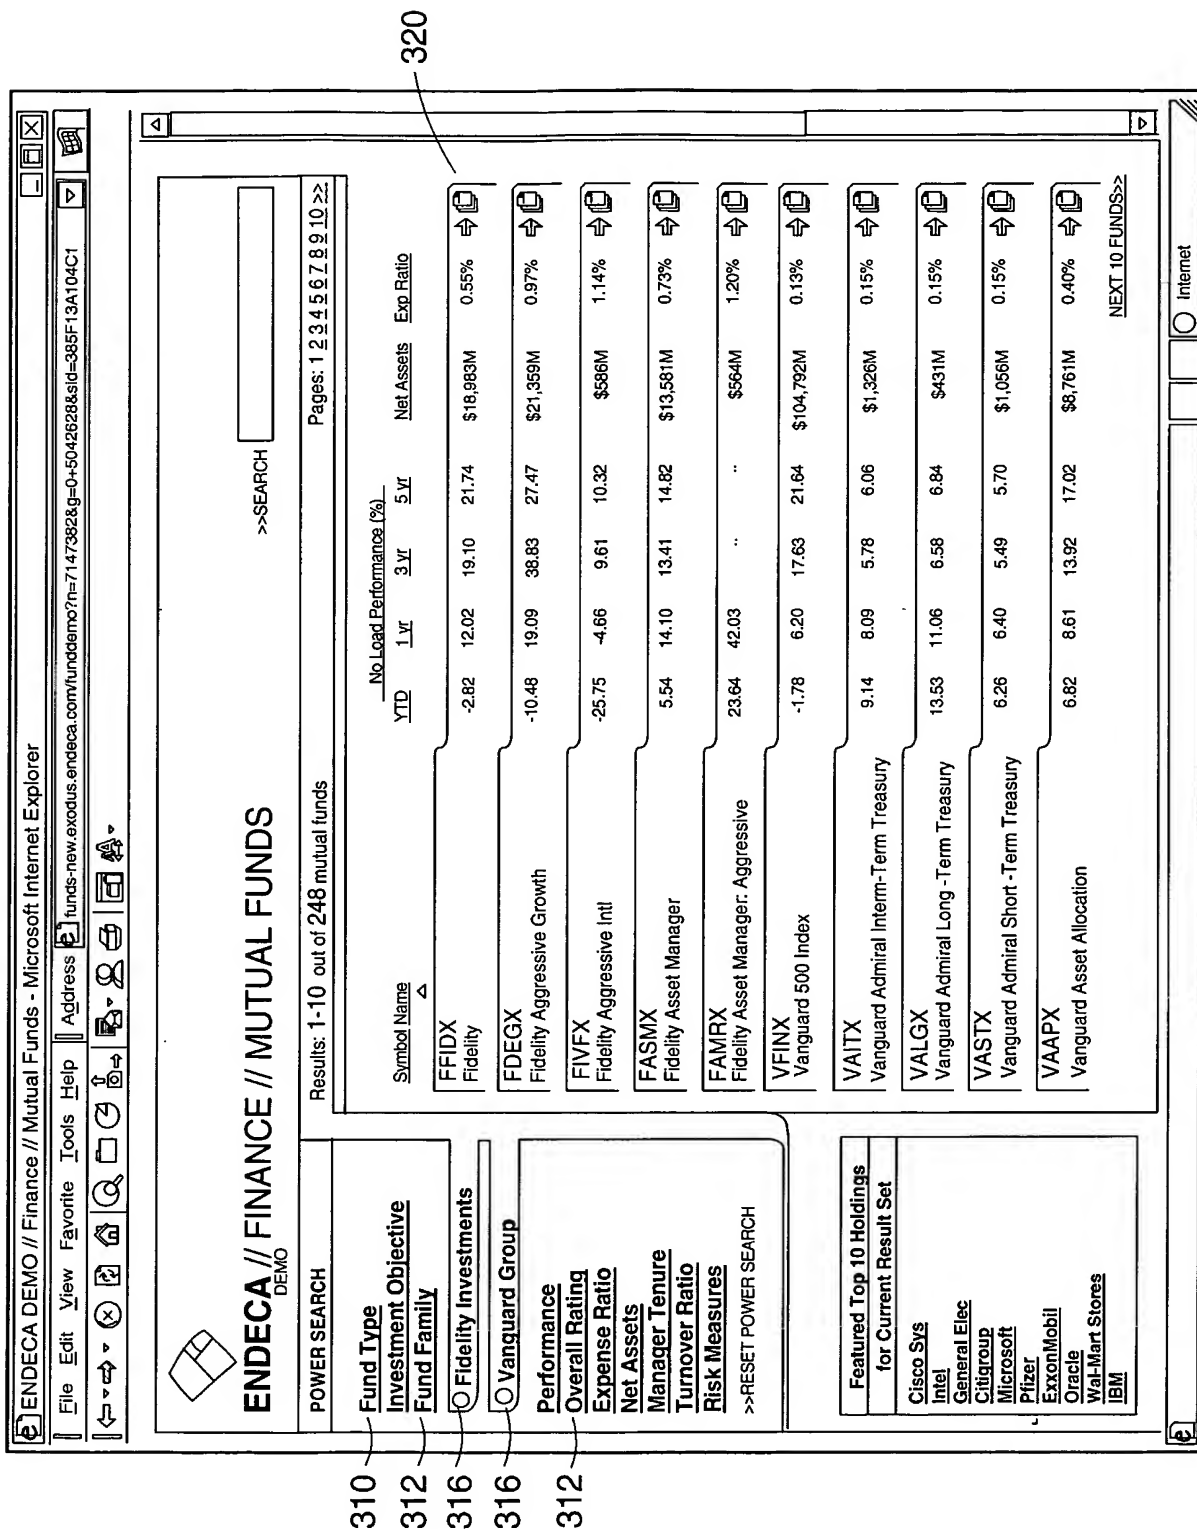 ENDECA DEMO // Finance // Mutual Funds - Microsoft Internet Explorer
File Edit View Favorite Tools Help
Address funds-new.exodus.endeca.com/funddemo?n=7147382&g=0+5042628&sid=385F13A104C1
ENDECA // FINANCE // MUTUAL FUNDS
DEMO
>>SEARCH
POWER SEARCH
Results: 1-10 out of 248 mutual funds
Pages: 1 2 3 4 5 6 7 8 9 10 >>
310
Fund Type
Investment Objective
312
Fund Family
316
Fidelity Investments
316
Vanguard Group
Performance
312
Overall Rating
Expense Ratio
Net Assets
Manager Tenure
Turnover Ratio
Risk Measures
>>RESET POWER SEARCH
Featured Top 10 Holdings
for Current Result Set
Cisco Sys
Intel
General Elec
Citigroup
Microsoft
Pfizer
ExxonMobil
Oracle
Wal-Mart Stores
IBM
No Load Performance (%)
Symbol Name YTD 1 yr 3 yr 5 yr Net Assets Exp Ratio
320
FFIDX
Fidelity -2.82 12.02 19.10 21.74 $18,983M 0.55%
FDEGX
Fidelity Aggressive Growth -10.48 19.09 38.83 27.47 $21,359M 0.97%
FIVFX
Fidelity Aggressive Intl -25.75 -4.66 9.61 10.32 $586M 1.14%
FASMX
Fidelity Asset Manager 5.54 14.10 13.41 14.82 $13,581M 0.73%
FAMRX
Fidelity Asset Manager: Aggressive 23.64 42.03 .. .. $564M 1.20%
VFINX
Vanguard 500 Index -1.78 6.20 17.63 21.64 $104,792M 0.13%
VAITX
Vanguard Admiral Interm-Term Treasury 9.14 8.09 5.78 6.06 $1,326M 0.15%
VALGX
Vanguard Admiral Long -Term Treasury 13.53 11.06 6.58 6.84 $431M 0.15%
VASTX
Vanguard Admiral Short -Term Treasury 6.26 6.40 5.49 5.70 $1,056M 0.15%
VAAPX
Vanguard Asset Allocation 6.82 8.61 13.92 17.02 $8,761M 0.40%
NEXT 10 FUNDS>>
Internet